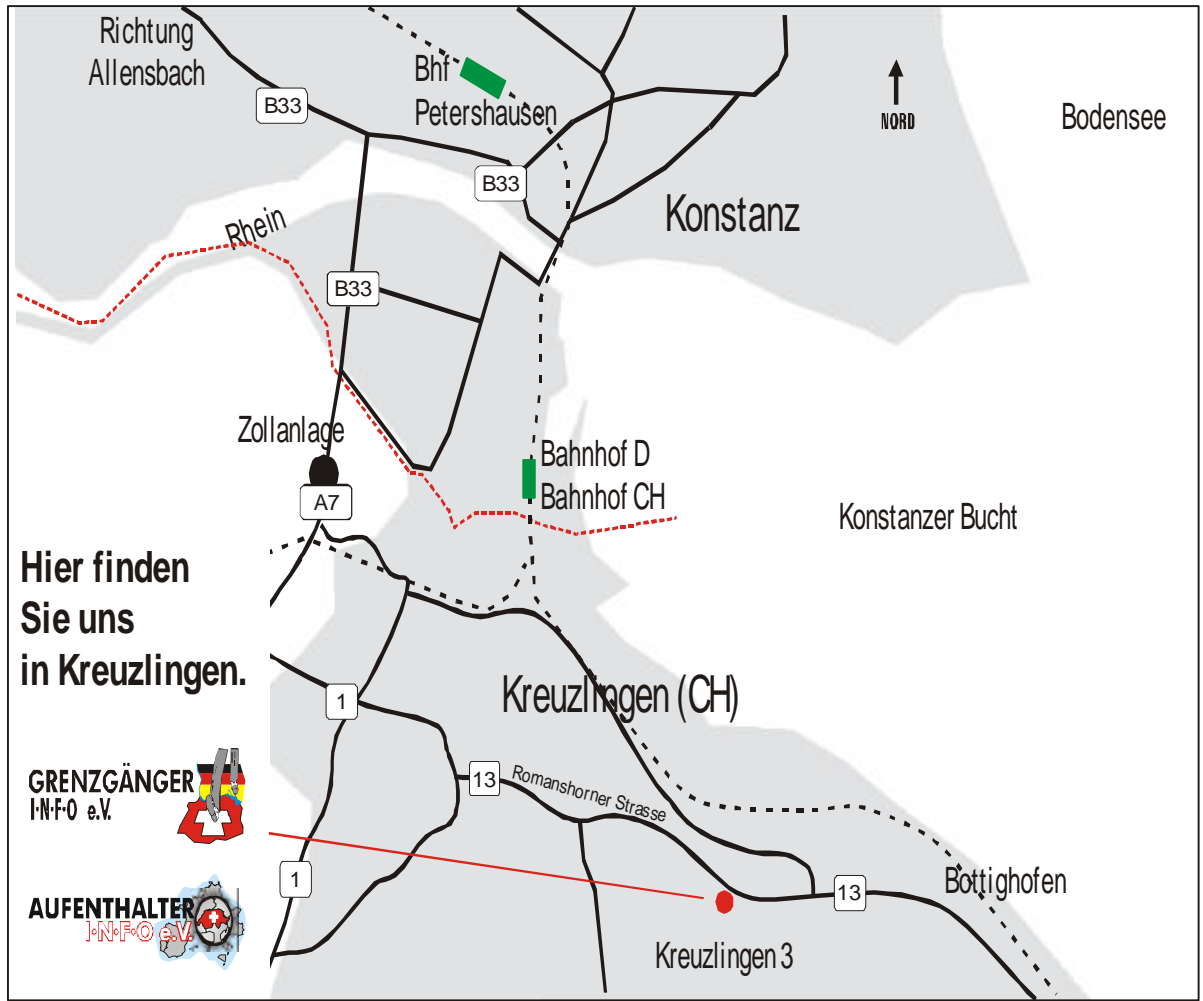 Richtung
Allensbach
Bhf
Petershausen
B33
NORD
Bodensee
B33
Konstanz
Rhein
B33
Zollanlage
Bahnhof D
Bahnhof CH
A7
Konstanzer Bucht
Hier finden
Sie uns
in Kreuzlingen.
Kreuzlingen (CH)
1
13
Romanshorner Strasse
GRENZGÄNGER
I·N·F·O e.V.
1
13
Bottighofen
AUFENTHALTER
I·N·F·O e.V.
Kreuzlingen 3